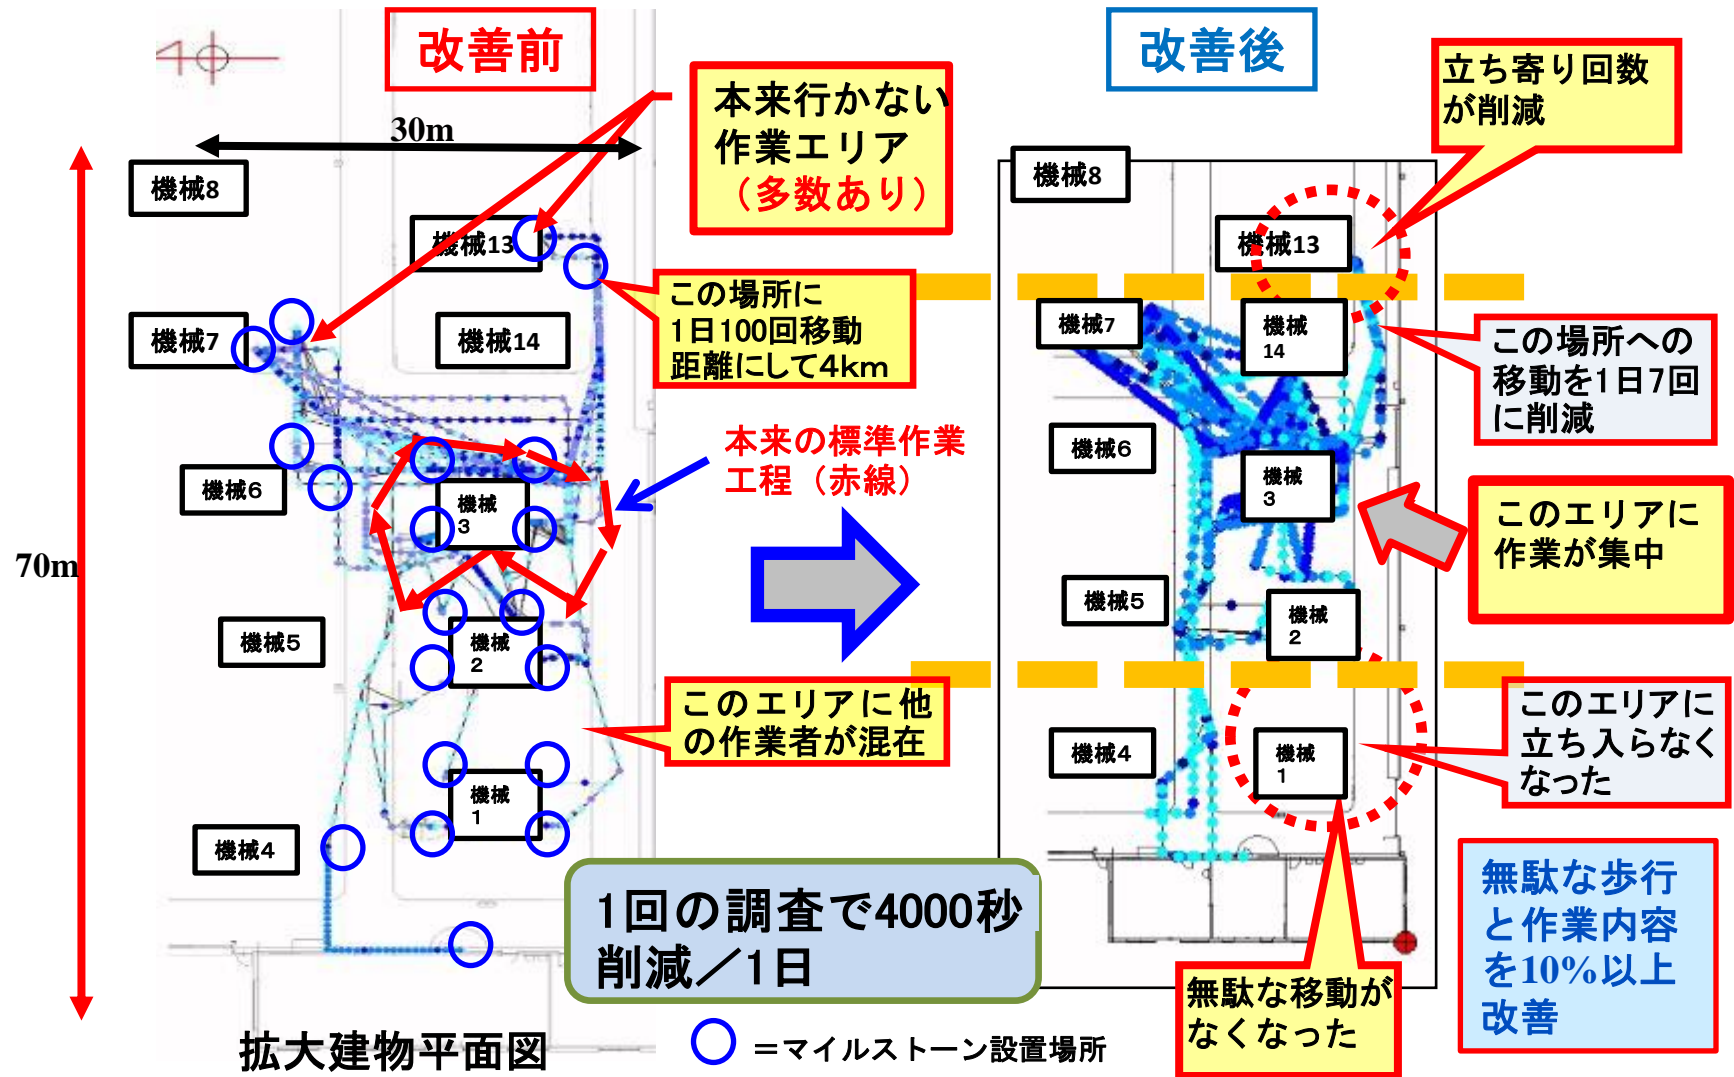 改善前
改善後
本来行かない
作業エリア
（多数あり）
立ち寄り回数
が削減
30m
70m
機械8
機械13
機械7
機械14
機械6
機械
3
機械5
機械
2
機械
1
機械4
この場所に
1日100回移動
距離にして4km
本来の標準作業
工程（赤線）
このエリアに他
の作業者が混在
機械8
機械13
機械7
機械
14
機械6
機械
3
機械5
機械
2
機械4
機械
1
この場所への
移動を1日7回
に削減
このエリアに
作業が集中
このエリアに
立ち入らなく
なった
1回の調査で4000秒
削減／1日
無駄な移動が
なくなった
無駄な歩行
と作業内容
を10%以上
改善
拡大建物平面図
＝マイルストーン設置場所